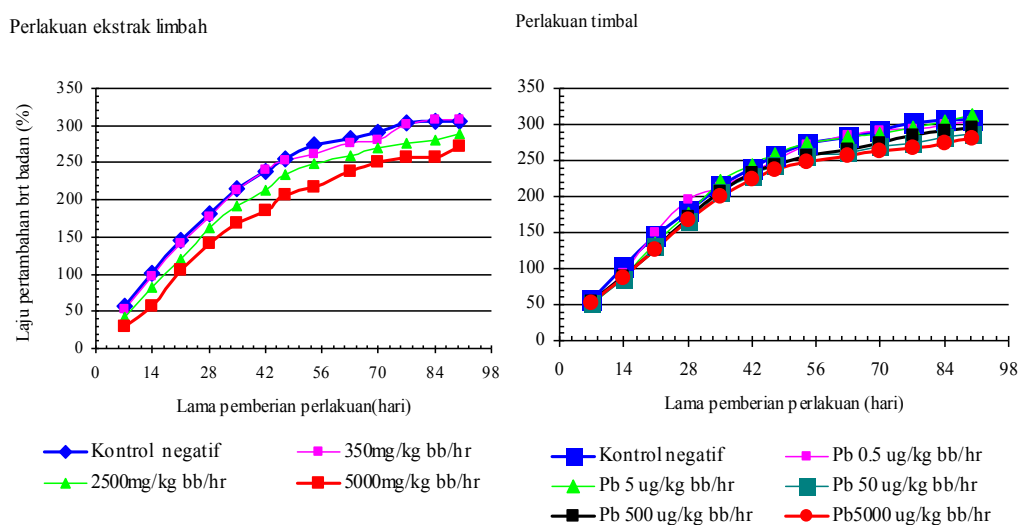 Perlakuan ekstrak limbah
Laju pertambahan brt badan (%)
350
300
250
200
150
100
50
0
0 14 28 42 56 70 84 98
Lama pemberian perlakuan(hari)
Kontrol negatif 350mg/kg bb/hr
2500mg/kg bb/hr 5000mg/kg bb/hr
Perlakuan timbal
350
300
250
200
150
100
50
0
0 14 28 42 56 70 84 98
Lama pemberian perlakuan (hari)
Kontrol negatif Pb 0.5 ug/kg bb/hr
Pb 5 ug/kg bb/hr Pb 50 ug/kg bb/hr
Pb 500 ug/kg bb/hr Pb5000 ug/kg bb/hr